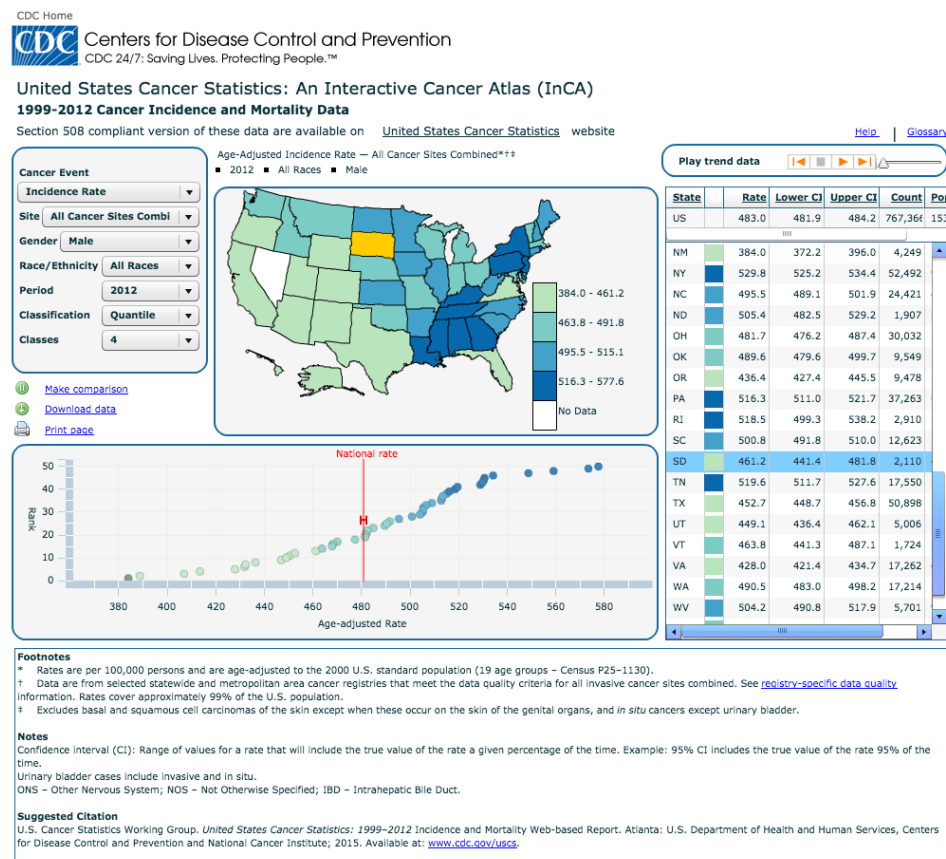 CDC Home
CDC Centers for Disease Control and Prevention
CDC 24/7: Saving Lives. Protecting People.™
United States Cancer Statistics: An Interactive Cancer Atlas (InCA)
1999-2012 Cancer Incidence and Mortality Data
Section 508 compliant version of these data are available on United States Cancer Statistics website
Help | Glossary
Cancer Event
Incidence Rate
Site All Cancer Sites Combi
Gender Male
Race/Ethnicity All Races
Period 2012
Classification Quantile
Classes 4
Make comparison
Download data
Print page
Age-Adjusted Incidence Rate — All Cancer Sites Combined*†‡
2012 All Races Male
384.0 - 461.2
463.8 - 491.8
495.5 - 515.1
516.3 - 577.6
No Data
Play trend data
State Rate Lower CI Upper CI Count
US 483.0 481.9 484.2 767,366 153
NM 384.0 372.2 396.0 4,249
NY 529.8 525.2 534.4 52,492
NC 495.5 489.1 501.9 24,421
ND 505.4 482.5 529.2 1,907
OH 481.7 476.2 487.4 30,032
OK 489.6 479.6 499.7 9,549
OR 436.4 427.4 445.5 9,478
PA 516.3 511.0 521.7 37,263
RI 518.5 499.3 538.2 2,910
SC 500.8 491.8 510.0 12,623
SD 461.2 441.4 481.8 2,110
TN 519.6 511.7 527.6 17,550
TX 452.7 448.7 456.8 50,898
UT 449.1 436.4 462.1 5,006
VT 463.8 441.3 487.1 1,724
VA 428.0 421.4 434.7 17,262
WA 490.5 483.0 498.2 17,214
WV 504.2 490.8 517.9 5,701
National rate
H
Rank
50
40
30
20
10
0
380 400 420 440 460 480 500 520 540 560 580
Age-adjusted Rate
Footnotes
* Rates are per 100,000 persons and are age-adjusted to the 2000 U.S. standard population (19 age groups – Census P25–1130).
† Data are from selected statewide and metropolitan area cancer registries that meet the data quality criteria for all invasive cancer sites combined. See registry-specific data quality
information. Rates cover approximately 99% of the U.S. population.
‡ Excludes basal and squamous cell carcinomas of the skin except when these occur on the skin of the genital organs, and in situ cancers except urinary bladder.
Notes
Confidence interval (CI): Range of values for a rate that will include the true value of the rate a given percentage of the time. Example: 95% CI includes the true value of the rate 95% of the
time.
Urinary bladder cases include invasive and in situ.
ONS – Other Nervous System; NOS – Not Otherwise Specified; IBD – Intrahepatic Bile Duct.
Suggested Citation
U.S. Cancer Statistics Working Group. United States Cancer Statistics: 1999–2012 Incidence and Mortality Web-based Report. Atlanta: U.S. Department of Health and Human Services, Centers
for Disease Control and Prevention and National Cancer Institute; 2015. Available at: www.cdc.gov/uscs.